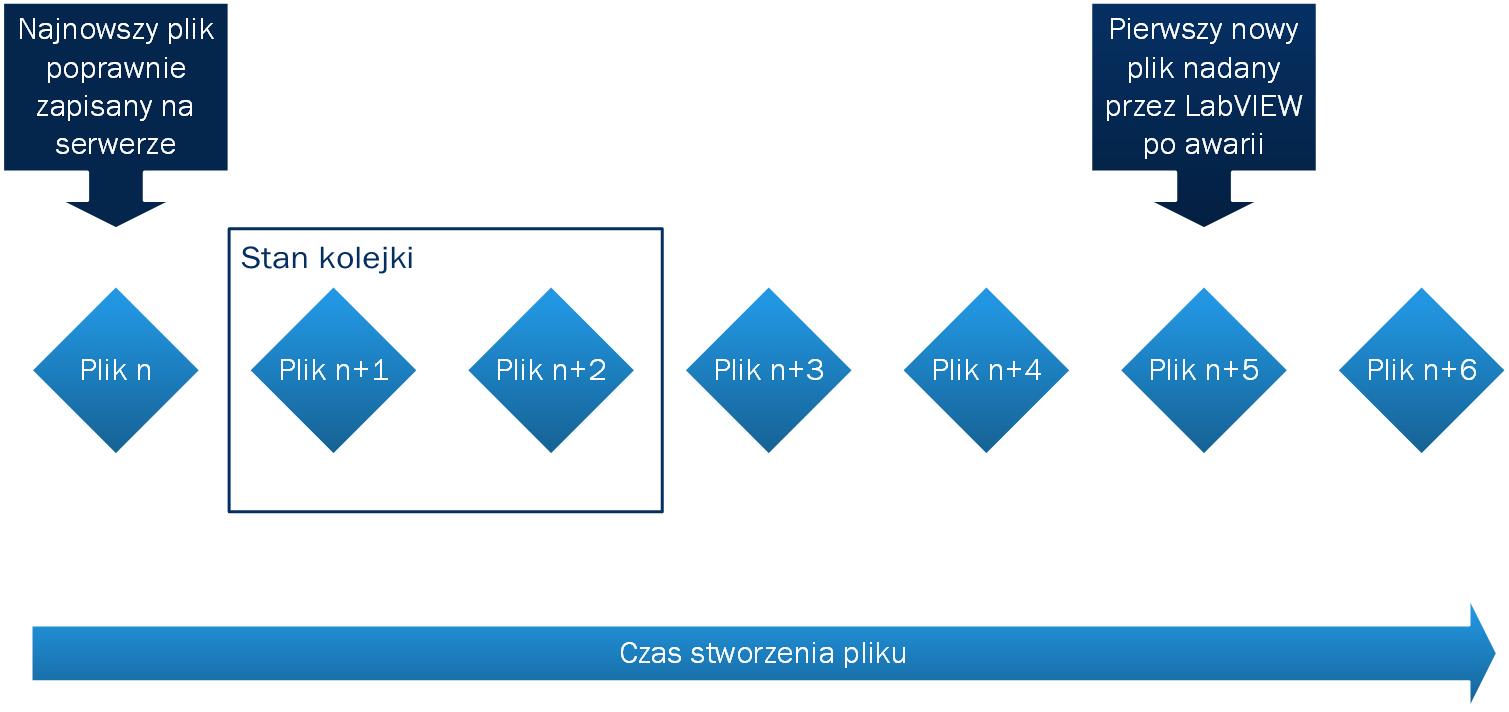 Najnowszy plik
poprawnie
zapisany na
serwerze
Pierwszy nowy
plik nadany
przez LabVIEW
po awarii
Stan kolejki
Plik n
Plik n+1
Plik n+2
Plik n+3
Plik n+4
Plik n+5
Plik n+6
Czas stworzenia pliku